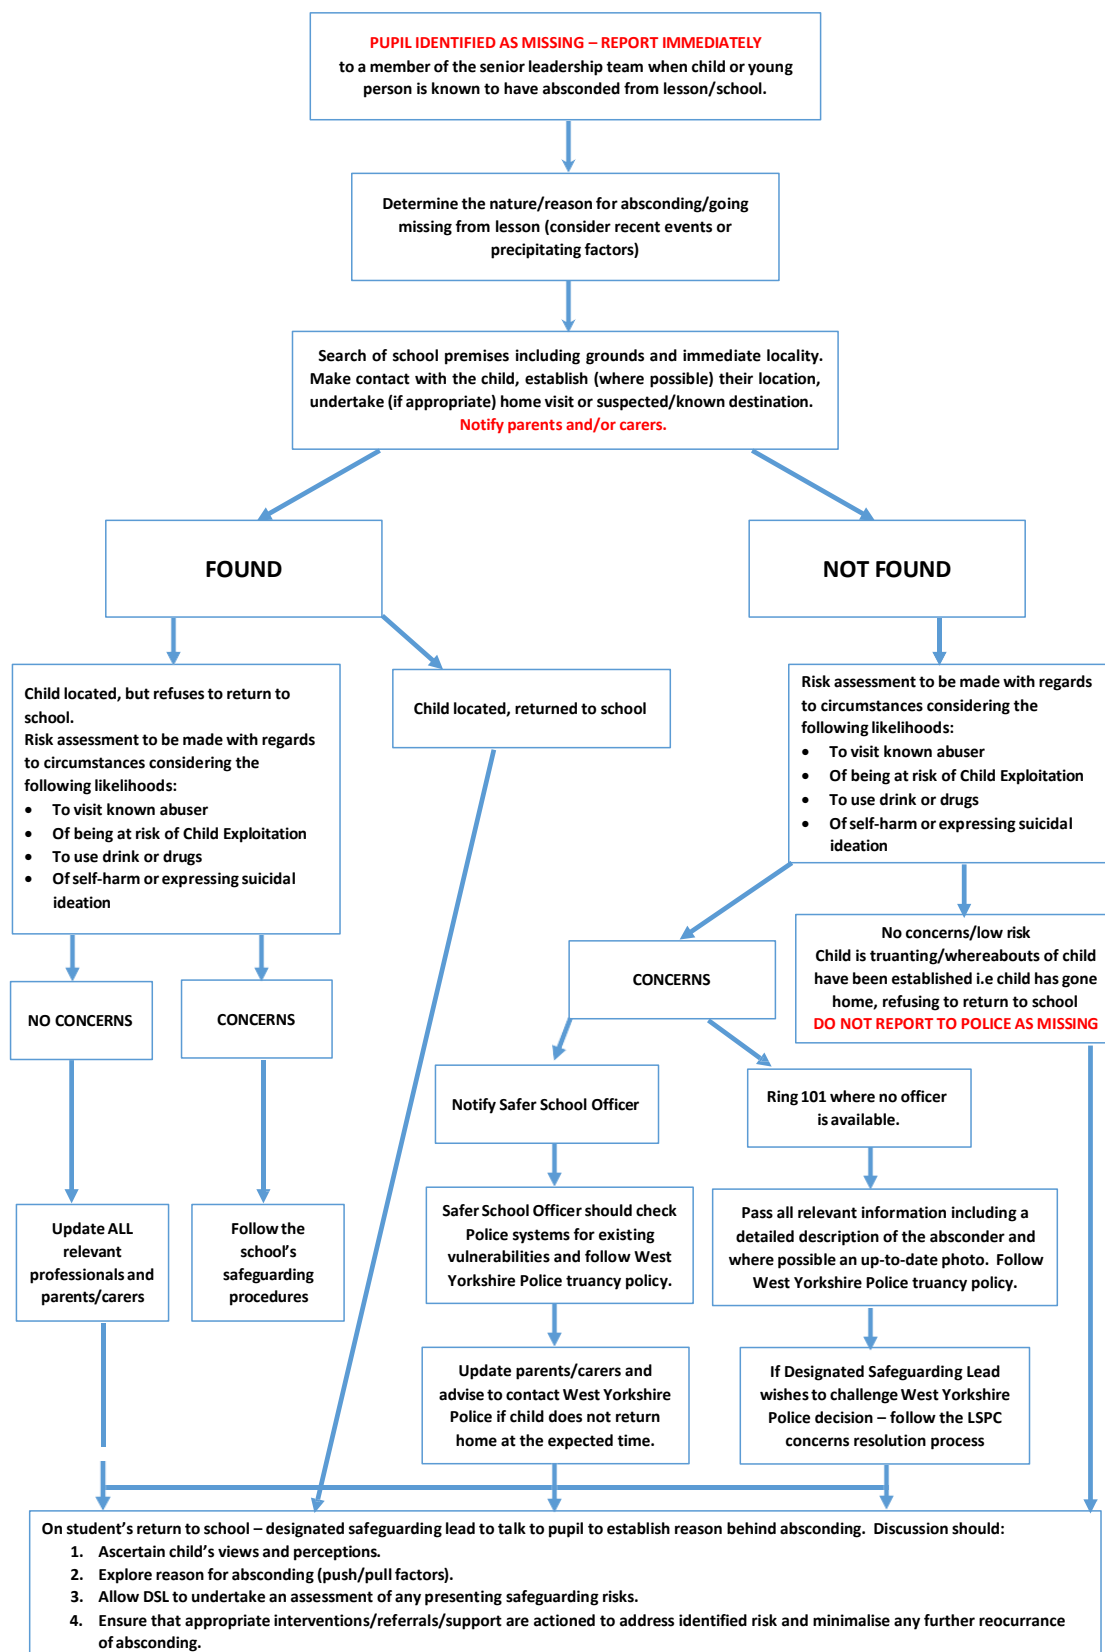 PUPIL IDENTIFIED AS MISSING – REPORT IMMEDIATELY
to a member of the senior leadership team when child or young
person is known to have absconded from lesson/school.
Determine the nature/reason for absconding/going
missing from lesson (consider recent events or
precipitating factors)
Search of school premises including grounds and immediate locality.
Make contact with the child, establish (where possible) their location,
undertake (if appropriate) home visit or suspected/known destination.
Notify parents and/or carers.
FOUND
NOT FOUND
Child located, but refuses to return to
school.
Risk assessment to be made with regards
to circumstances considering the
following likelihoods:
• To visit known abuser
• Of being at risk of Child Exploitation
• To use drink or drugs
• Of self-harm or expressing suicidal
ideation
Child located, returned to school
Risk assessment to be made with regards
to circumstances considering the
following likelihoods:
• To visit known abuser
• Of being at risk of Child Exploitation
• To use drink or drugs
• Of self-harm or expressing suicidal
ideation
NO CONCERNS
CONCERNS
CONCERNS
No concerns/low risk
Child is truanting/whereabouts of child
have been established i.e child has gone
home, refusing to return to school
DO NOT REPORT TO POLICE AS MISSING
Notify Safer School Officer
Ring 101 where no officer
is available.
Update ALL
relevant
professionals and
parents/carers
Follow the
school’s
safeguarding
procedures
Safer School Officer should check
Police systems for existing
vulnerabilities and follow West
Yorkshire Police truancy policy.
Pass all relevant information including a
detailed description of the absconder and
where possible an up-to-date photo. Follow
West Yorkshire Police truancy policy.
Update parents/carers and
advise to contact West Yorkshire
Police if child does not return
home at the expected time.
If Designated Safeguarding Lead
wishes to challenge West Yorkshire
Police decision – follow the LSPC
concerns resolution process
On student’s return to school – designated safeguarding lead to talk to pupil to establish reason behind absconding. Discussion should:
1. Ascertain child’s views and perceptions.
2. Explore reason for absconding (push/pull factors).
3. Allow DSL to undertake an assessment of any presenting safeguarding risks.
4. Ensure that appropriate interventions/referrals/support are actioned to address identified risk and minimalise any further reocurrance
of absconding.